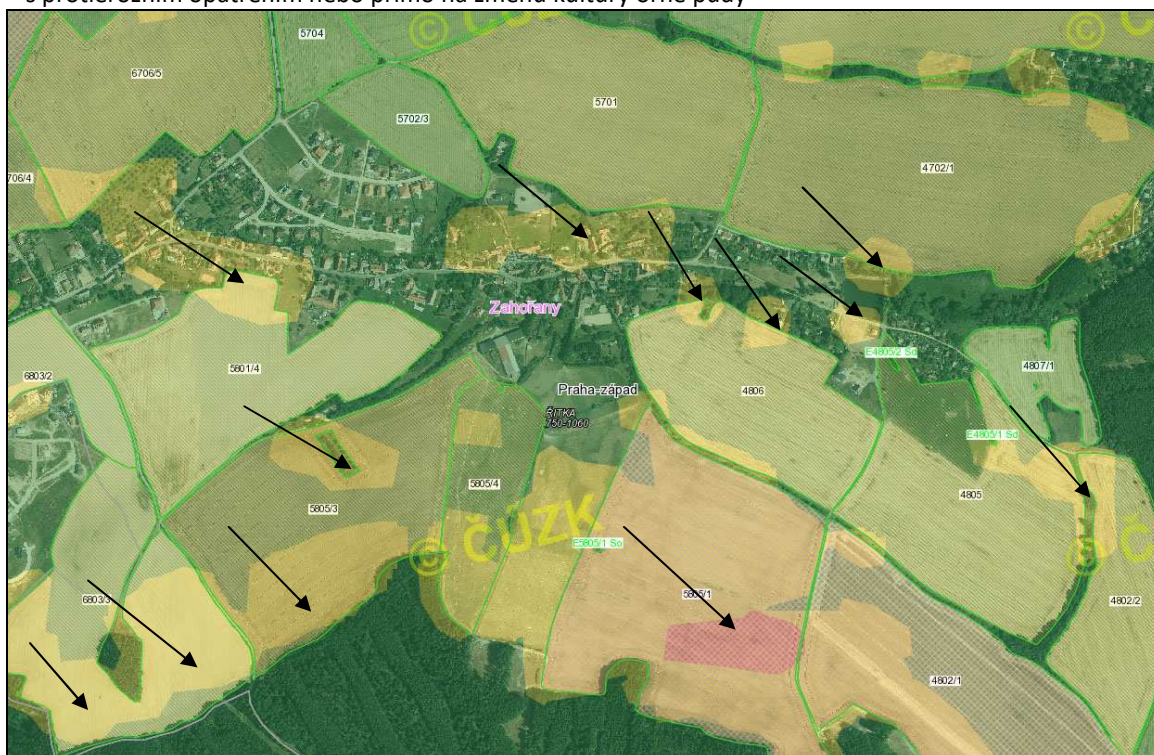 s protierozním opatřením nebo přímo na změnu kultury orné půdy
© Č
© ČÚZ
5704
6706/5
5701
5702/3
4702/1
706/4
Zahořany
E4805/2 So
6803/2
5801/4
4807/1
Praha-západ
4806
ŘITKA
750-1060
E4805/1 So
5805/4
4805
5805/3
© ČÚZK
© Č
E5805/1 So
6803/3
5805/1
4802/2
4802/1